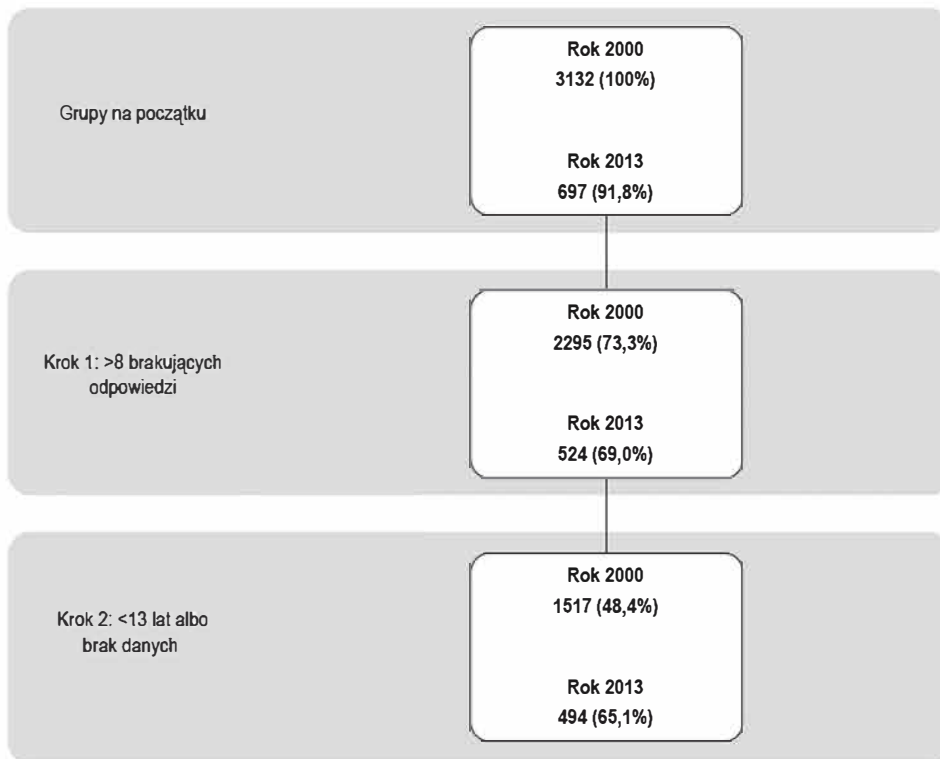 Grupy na początku
Rok 2000
3132 (100%)
Rok 2013
697 (91,8%)
Krok 1: >8 brakujących
odpowiedzi
Rok 2000
2295 (73,3%)
Rok 2013
524 (69,0%)
Krok 2: <13 lat albo
brak danych
Rok 2000
1517 (48,4%)
Rok 2013
494 (65,1%)